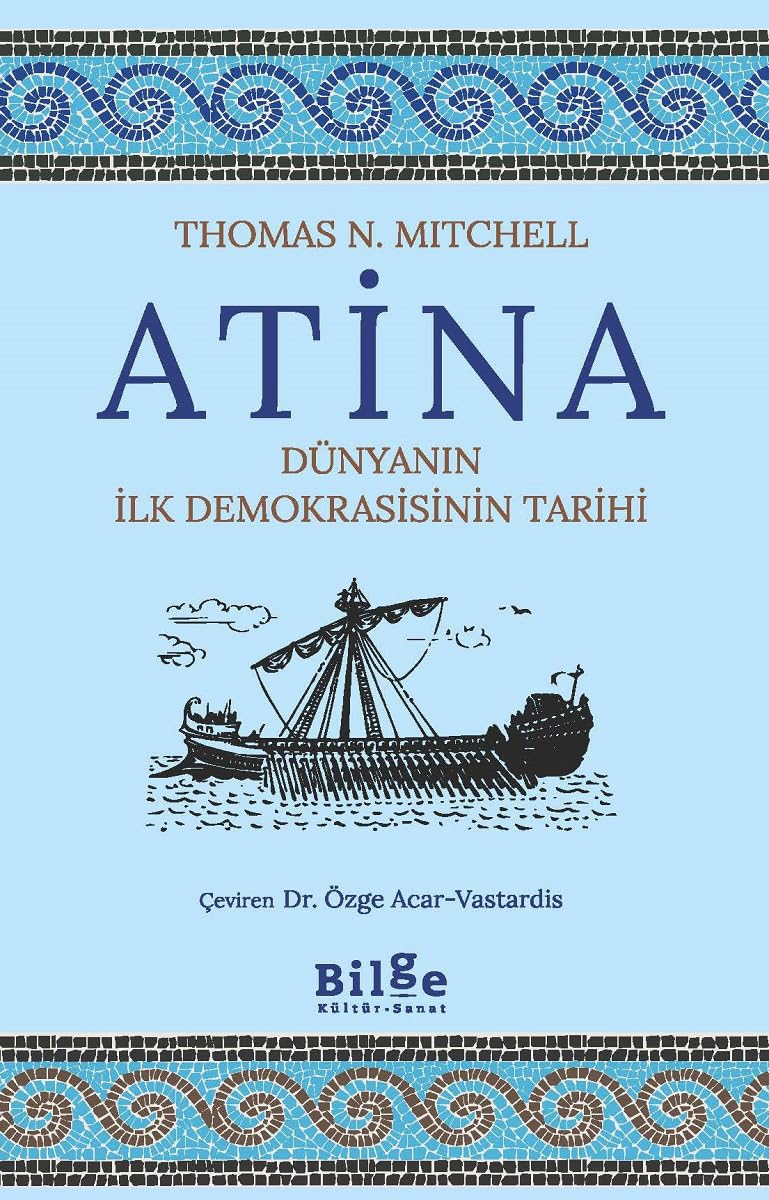 THOMAS N. MITCHELL
ATİNA
DÜNYANIN
İLK DEMOKRASİSİNİN TARİHİ
Çeviren Dr. Özge Acar-Vastardis
Bilge
Kültür-Sanat